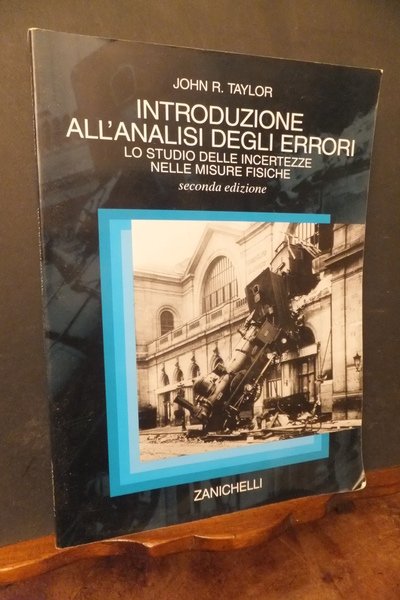 JOHN R. TAYLOR
INTRODUZIONE
ALL'ANALISI DEGLI ERRORI
LO STUDIO DELLE INCERTEZZE
NELLE MISURE FISICHE
seconda edizione
ZANICHELLI